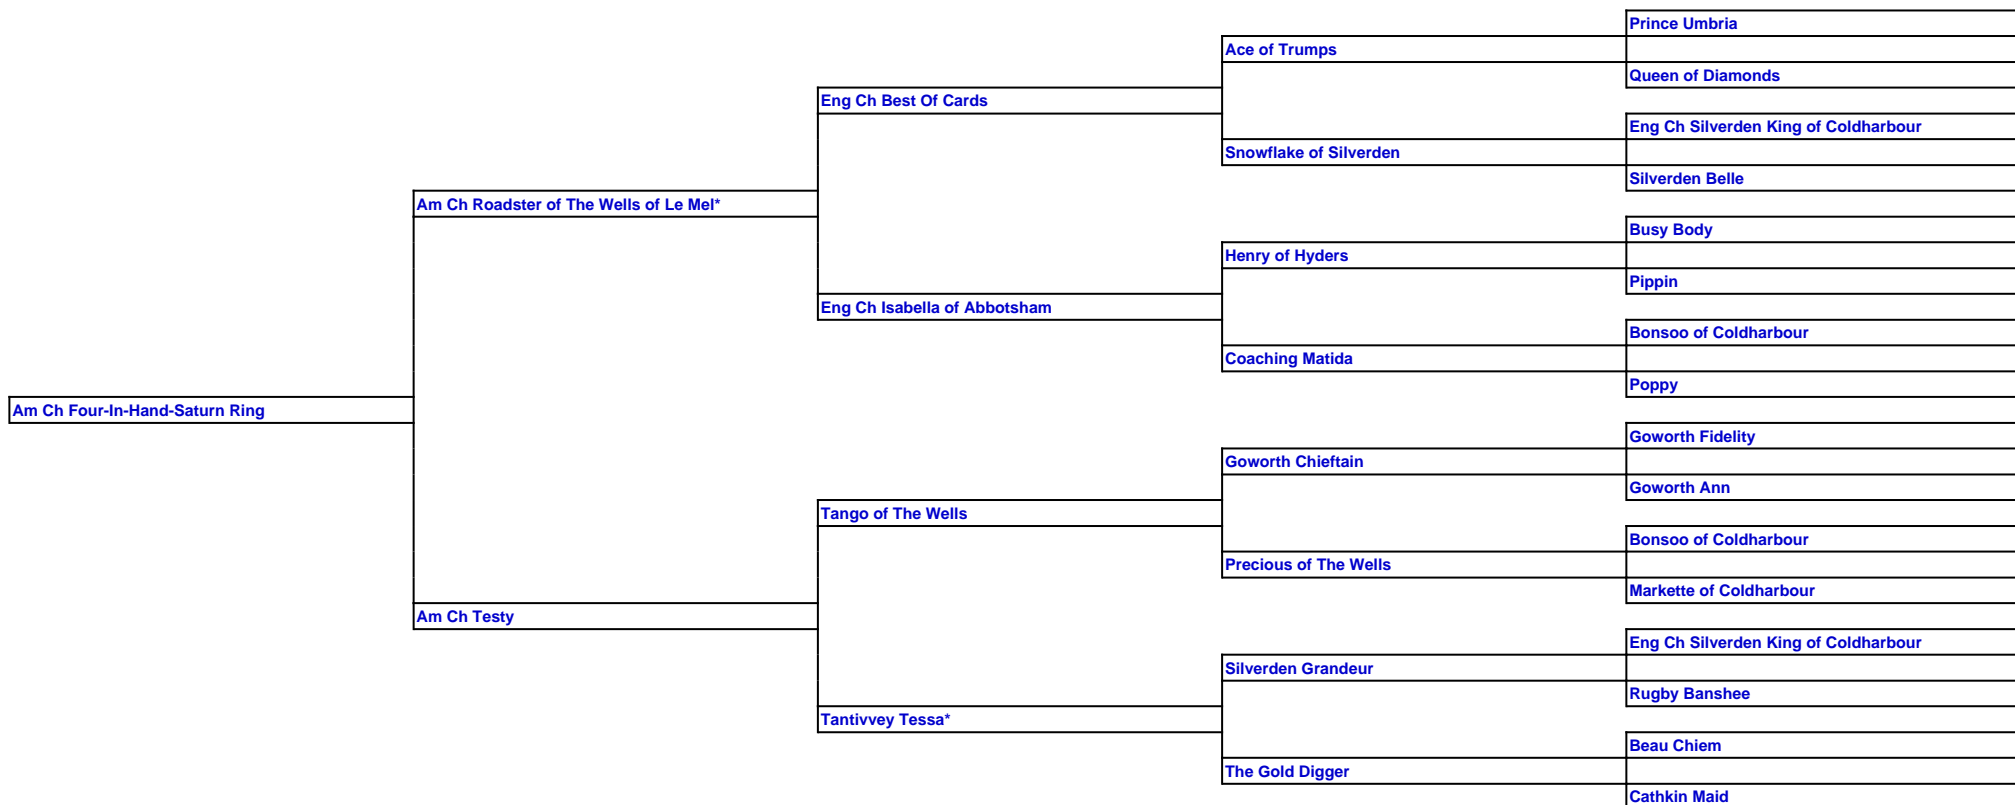 Prince Umbria
Ace of Trumps
Queen of Diamonds
Eng Ch Best Of Cards
Eng Ch Silverden King of Coldharbour
Snowflake of Silverden
Silverden Belle
Am Ch Roadster of The Wells of Le Mel*
Busy Body
Henry of Hyders
Pippin
Eng Ch Isabella of Abbotsham
Bonsoo of Coldharbour
Coaching Matida
Poppy
Am Ch Four-In-Hand-Saturn Ring
Goworth Fidelity
Goworth Chieftain
Goworth Ann
Tango of The Wells
Bonsoo of Coldharbour
Precious of The Wells
Markette of Coldharbour
Am Ch Testy
Eng Ch Silverden King of Coldharbour
Silverden Grandeur
Rugby Banshee
Tantivvey Tessa*
Beau Chiem
The Gold Digger
Cathkin Maid